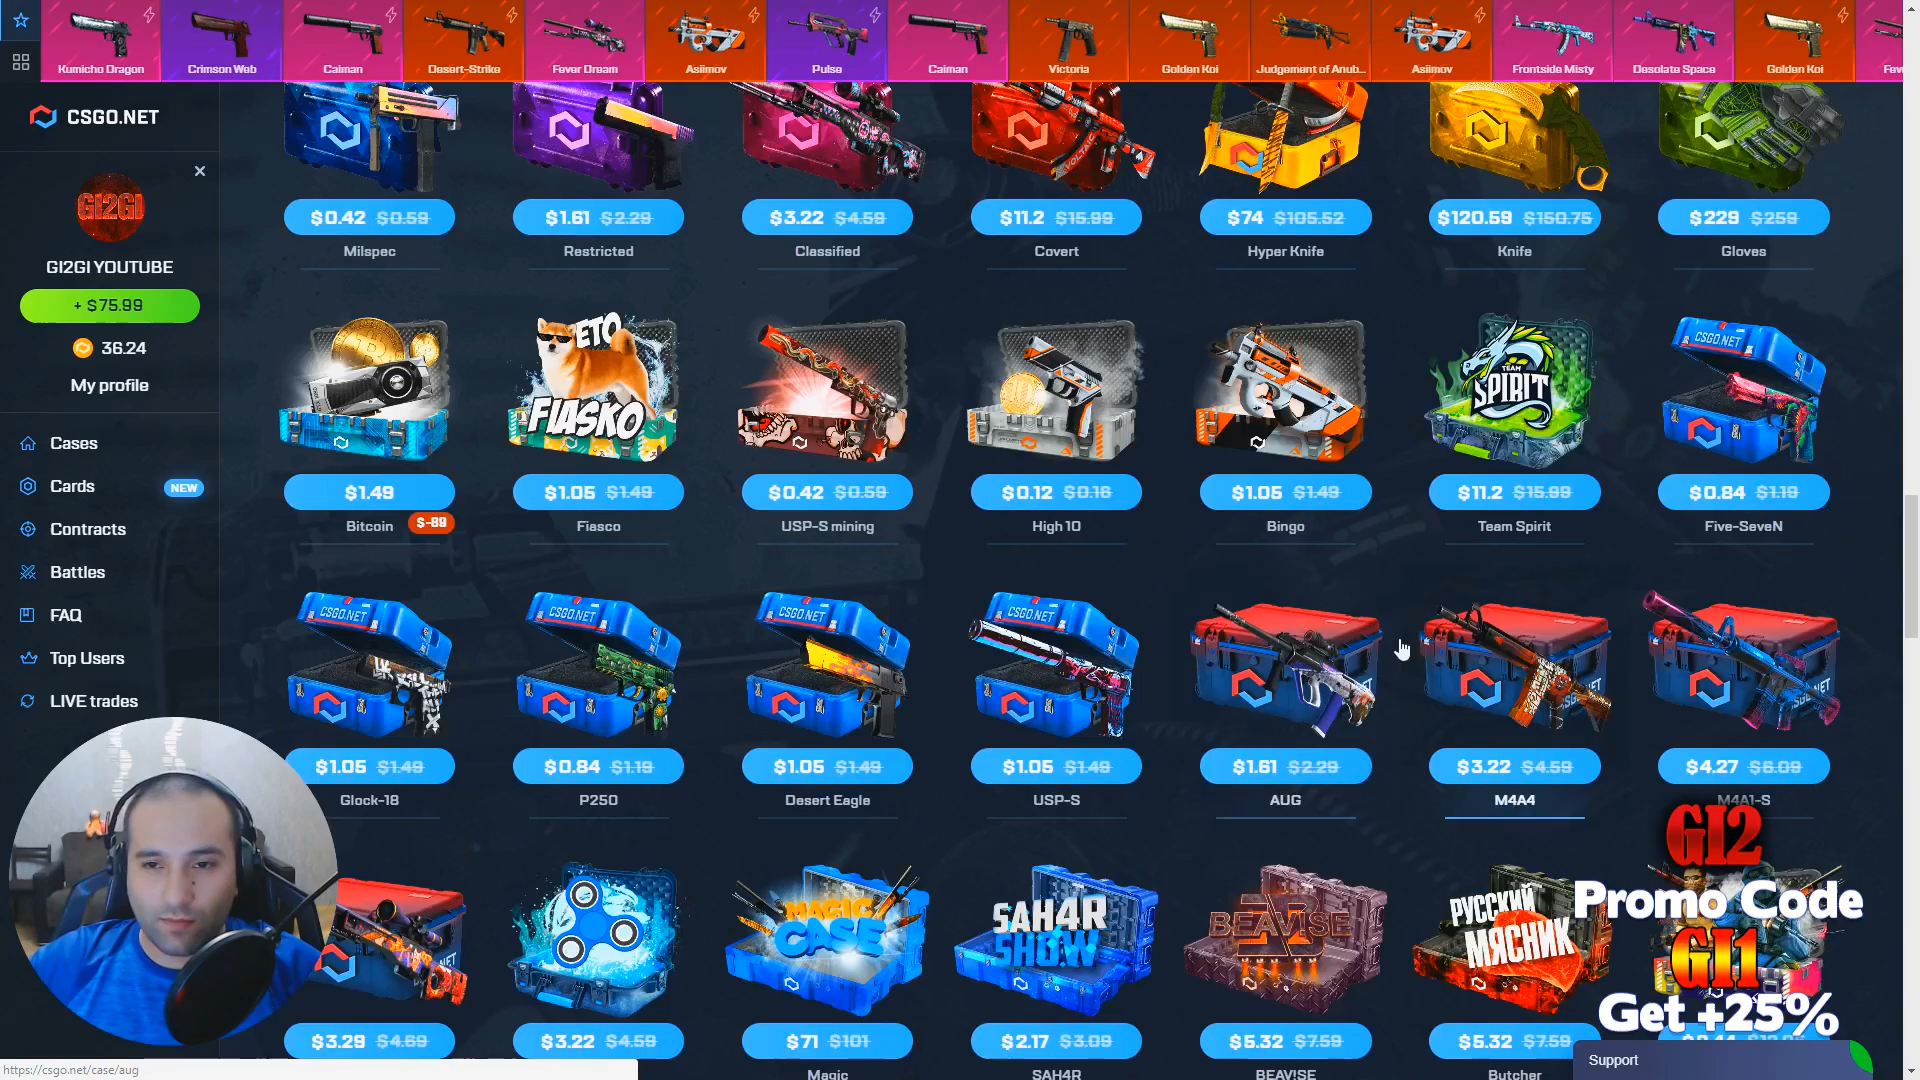 Kumicho Dragon
Crimson Web
Caiman
Desert-Strike
Fever Dream
Asiimov
Pulse
Caiman
Victoria
Golden Koi
Judgement of Anub...
Asiimov
Frontside Misty
Desolate Space
Golden Koi
CSGO.NET
GI2GI
GI2GI YOUTUBE
+ $75.99
36.24
My profile
Cases
Cards NEW
Contracts
Battles
FAQ
Top Users
LIVE trades
$0.42 $0.59
Milspec
$1.61 $2.29
Restricted
$3.22 $4.59
Classified
VOLTAGE
$11.2 $15.99
Covert
$74 $105.52
Hyper Knife
$120.59 $150.75
Knife
$229 $259
Gloves
$1.49
Bitcoin
$-89
ETO
FIASKO
$1.05 $1.49
Fiasco
$0.42 $0.59
USP-S mining
$0.12 $0.16
High 10
$1.05 $1.49
Bingo
TEAM
SPIRIT
$11.2 $15.99
Team Spirit
CSGO.NET
$0.84 $1.19
Five-SeveN
CSGO.NET
$1.05 $1.49
Glock-18
CSGO.NET
$0.84 $1.19
P250
CSGO.NET
$1.05 $1.49
Desert Eagle
CSGO.NET
$1.05 $1.49
USP-S
$1.61 $2.29
AUG
$3.22 $4.59
M4A4
$4.27 $6.09
M4A1-S
$3.29 $4.69
$3.22 $4.59
MAGIC
CASE
$71 $101
Magic
SAH4R
SHOW
$2.17 $3.09
SAH4R
BEAVISE
$5.32 $7.59
BEAV!SE
РУССКИЙ
МЯСНИК
$5.32 $7.59
Butcher
GI2
Promo Code
GI1
Get +25%
Support
https://csgo.net/case/aug